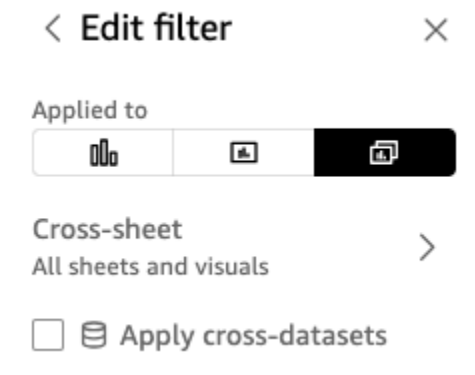 Edit filter
Applied to
Cross-sheet
All sheets and visuals
Apply cross-datasets